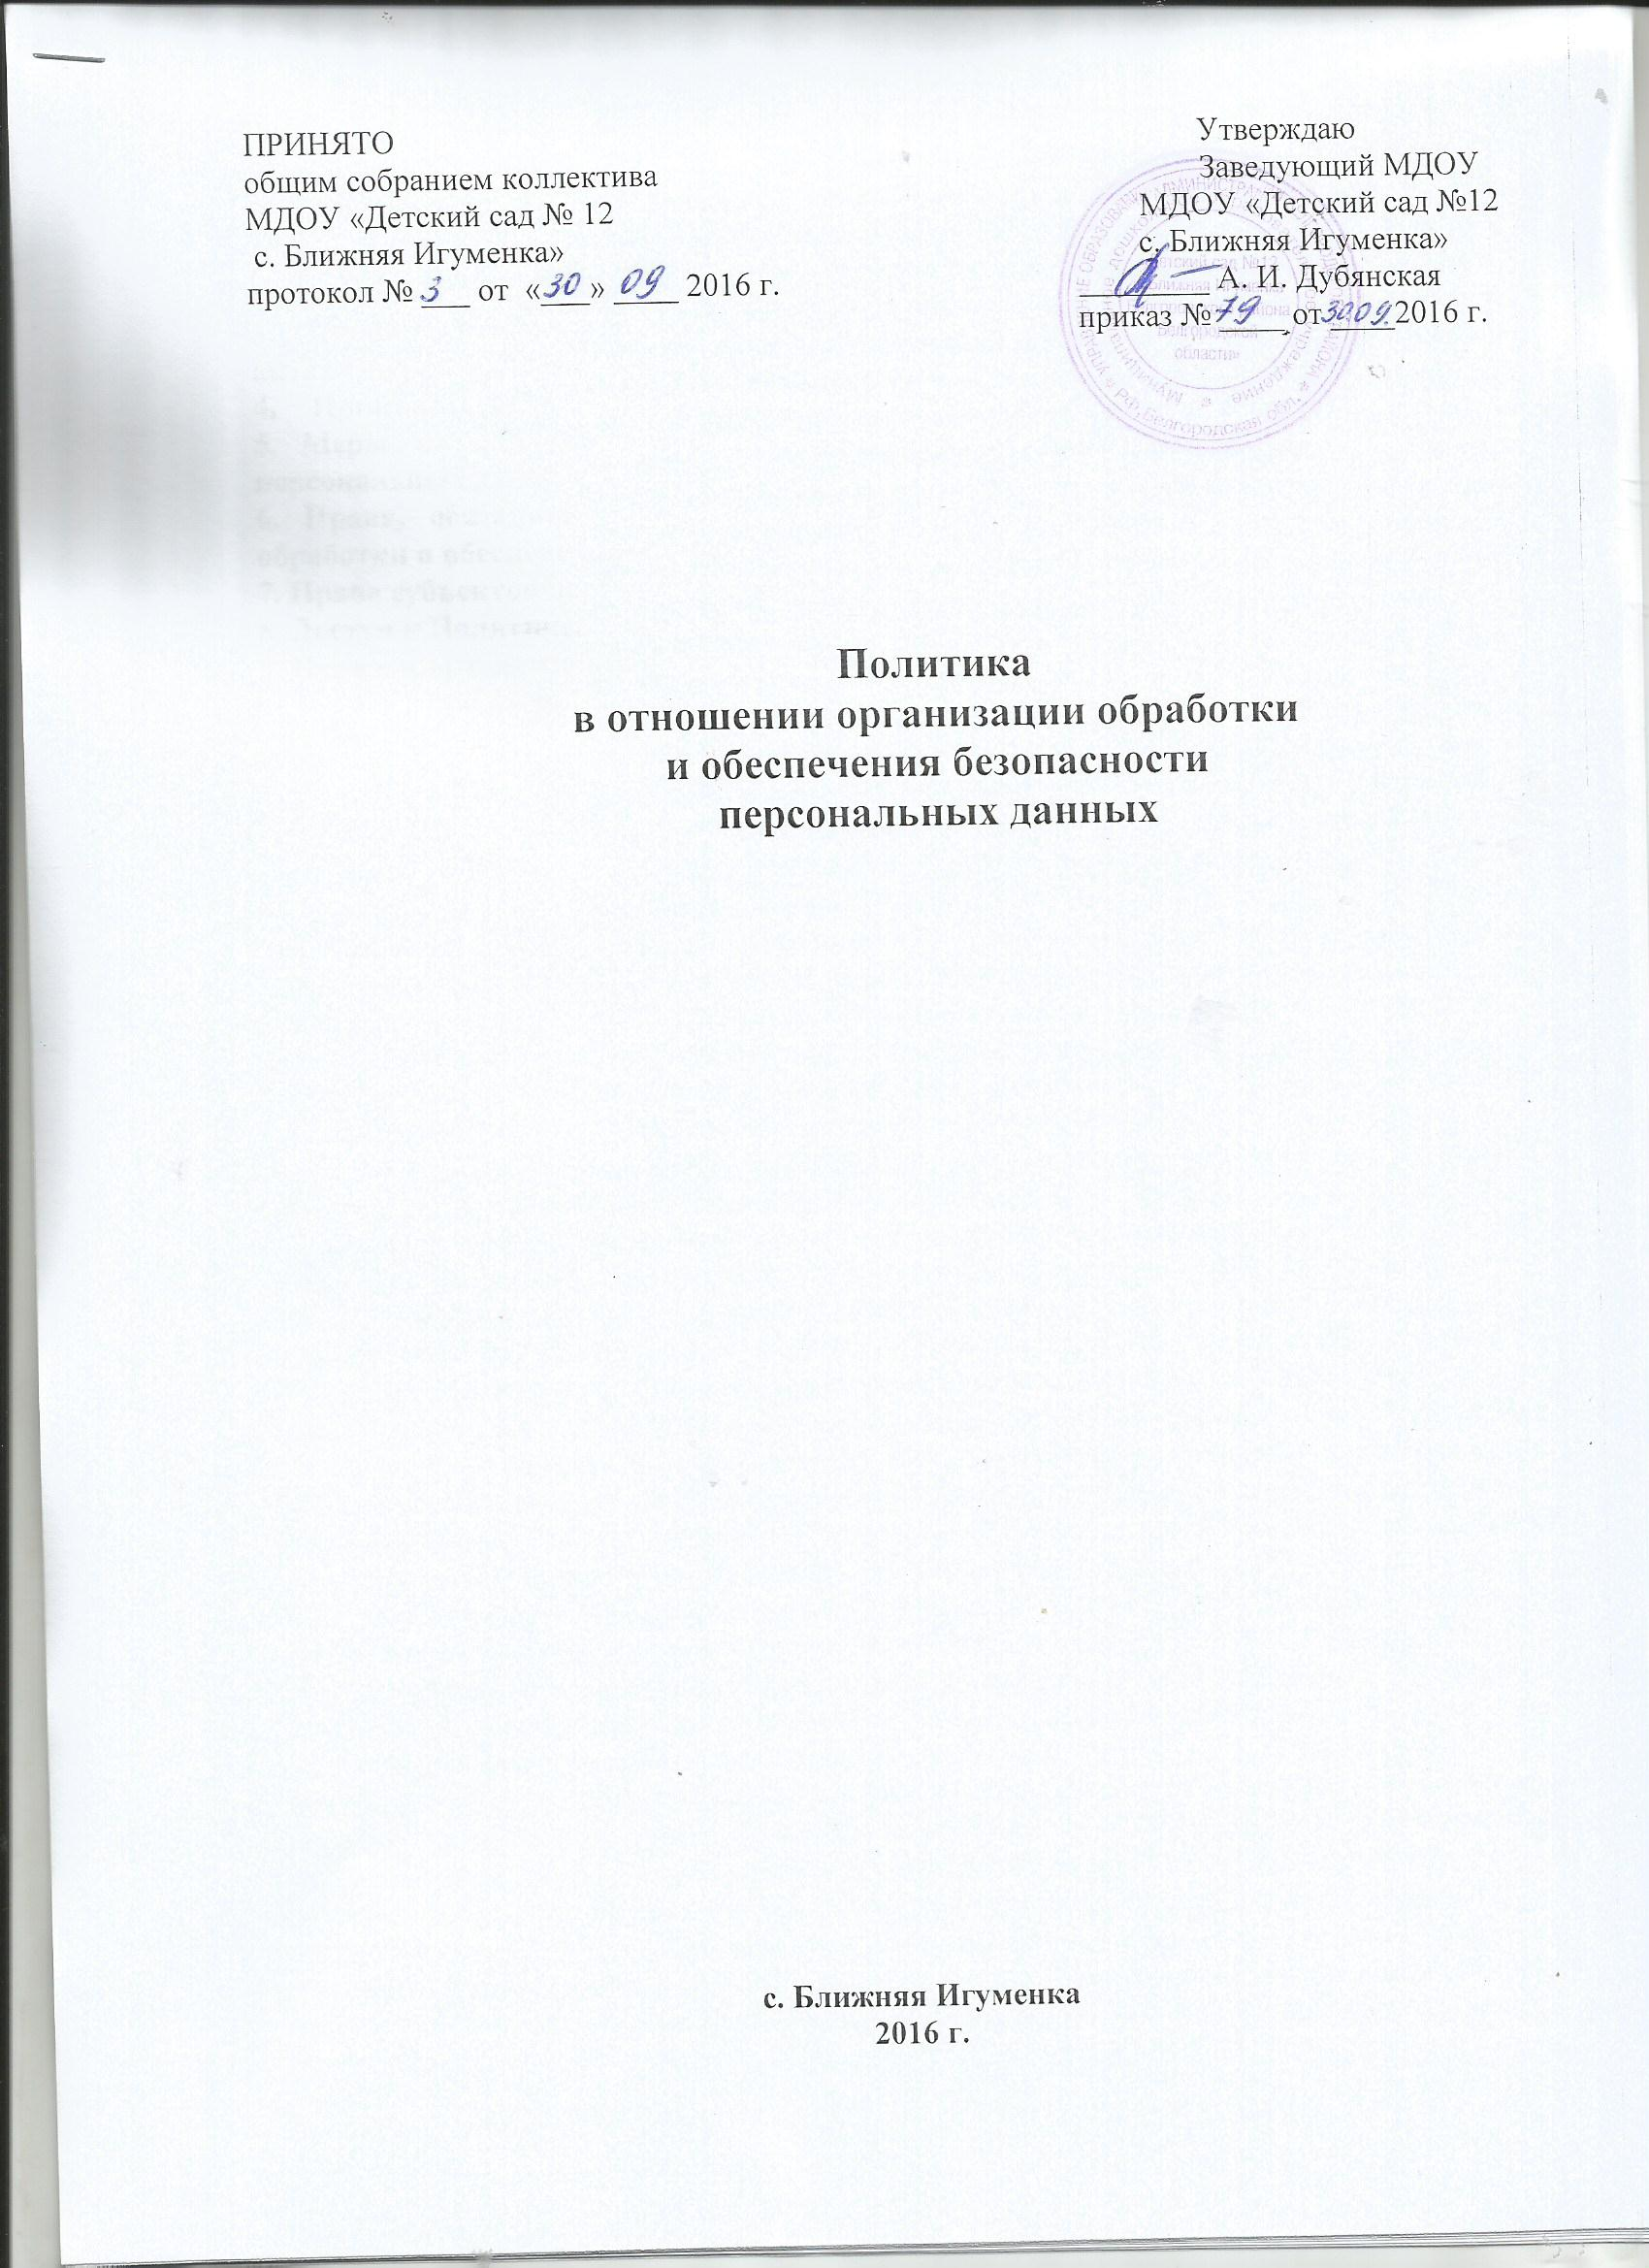 ПРИНЯТО
общим собранием коллектива
МДОУ «Детский сад № 12
с. Ближняя Игуменка»
протокол № 3 от «30» 09 2016 г.
Утверждаю
Заведующий МДОУ
МДОУ «Детский сад №12
с. Ближняя Игуменка»
А. И. Дубянская
приказ № 79 от 30.09.2016 г.
Политика
в отношении организации обработки
и обеспечения безопасности
персональных данных
с. Ближняя Игуменка
2016 г.